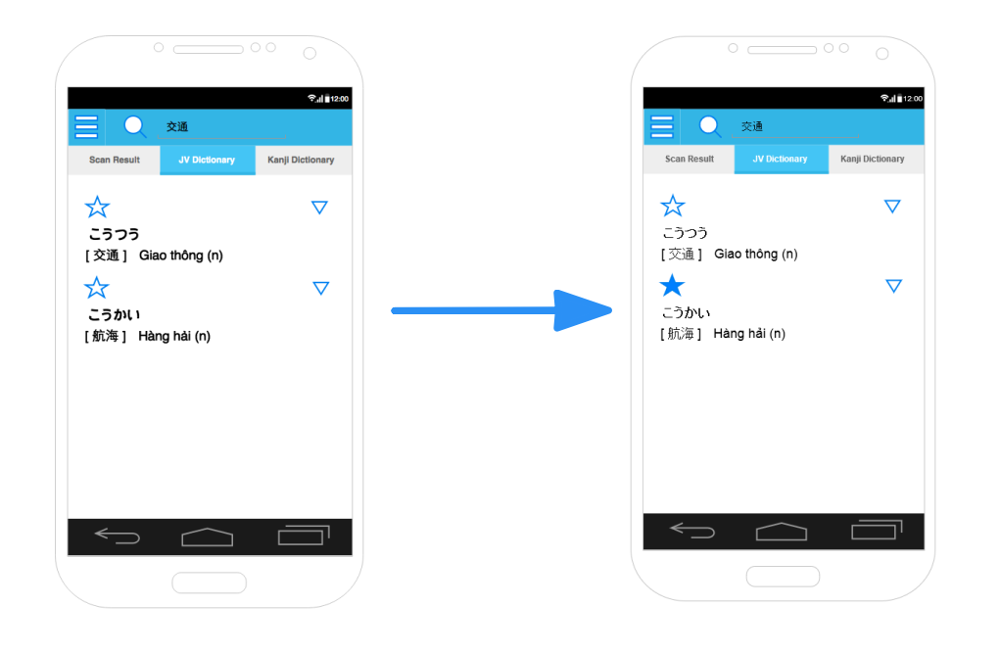 12:00
交通
Scan Result JV Dictionary Kanji Dictionary
こうつう
[ 交通 ] Giao thông (n)
こうかい
[ 航海 ] Hàng hải (n)
12:00
交通
Scan Result JV Dictionary Kanji Dictionary
こうつう
[ 交通 ] Giao thông (n)
こうかい
[ 航海 ] Hàng hải (n)